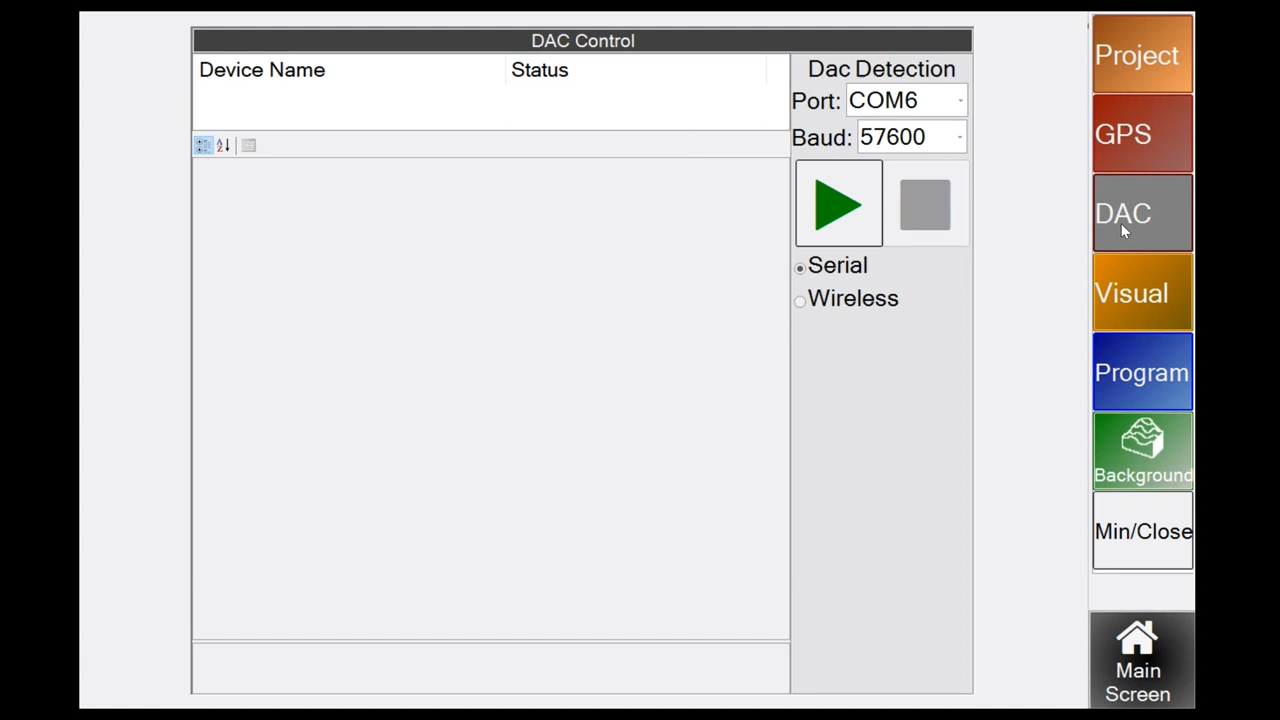 DAC Control
Device Name Status
Dac Detection
Port: COM6
Baud: 57600
Serial
Wireless
Project
GPS
DAC
Visual
Program
Background
Min/Close
Main
Screen